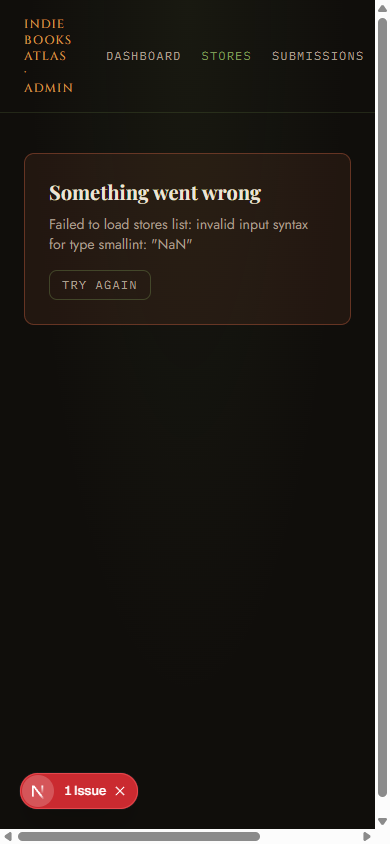 INDIE
BOOKS
ATLAS
·
ADMIN
DASHBOARD
STORES
SUBMISSIONS
Something went wrong
Failed to load stores list: invalid input syntax
for type smallint: "NaN"
TRY AGAIN
N
1 Issue